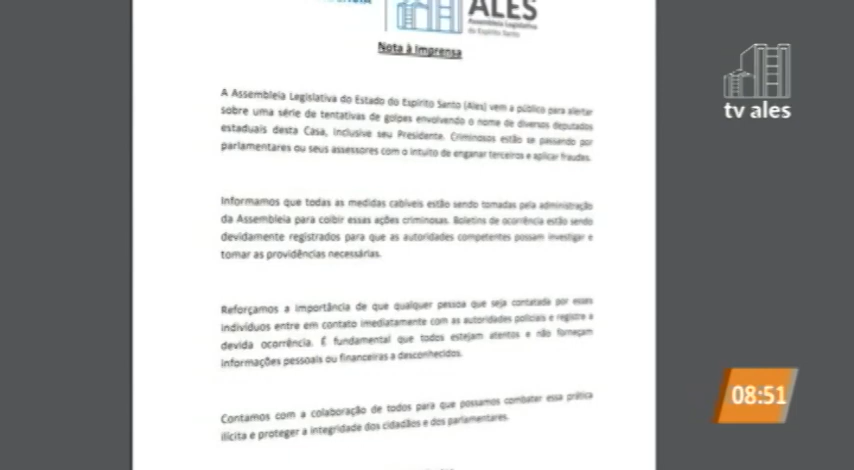 ALES
Assembleia Legislativa
do Espírito Santo
Nota à Imprensa
A Assembleia Legislativa do Estado do Espírito Santo (Ales) vem a público para alertar
sobre uma série de tentativas de golpes envolvendo o nome de diversos deputados
estaduais desta Casa, inclusive seu Presidente. Criminosos estão se passando por
parlamentares ou seus assessores com o intuito de enganar terceiros e aplicar fraudes.
Informamos que todas as medidas cabíveis estão sendo tomadas pela administração
da Assembleia para coibir essas ações criminosas. Boletins de ocorrência estão sendo
devidamente registrados para que as autoridades competentes possam investigar e
tomar as providências necessárias.
Reforçamos a importância de que qualquer pessoa que seja contatada por esses
indivíduos entre em contato imediatamente com as autoridades policiais e registre a
devida ocorrência. É fundamental que todos estejam atentos e não forneçam
informações pessoais ou financeiras a desconhecidos.
Contamos com a colaboração de todos para que possamos combater essa prática
ilícita e proteger a integridade dos cidadãos e dos parlamentares.
tv ales
08:51